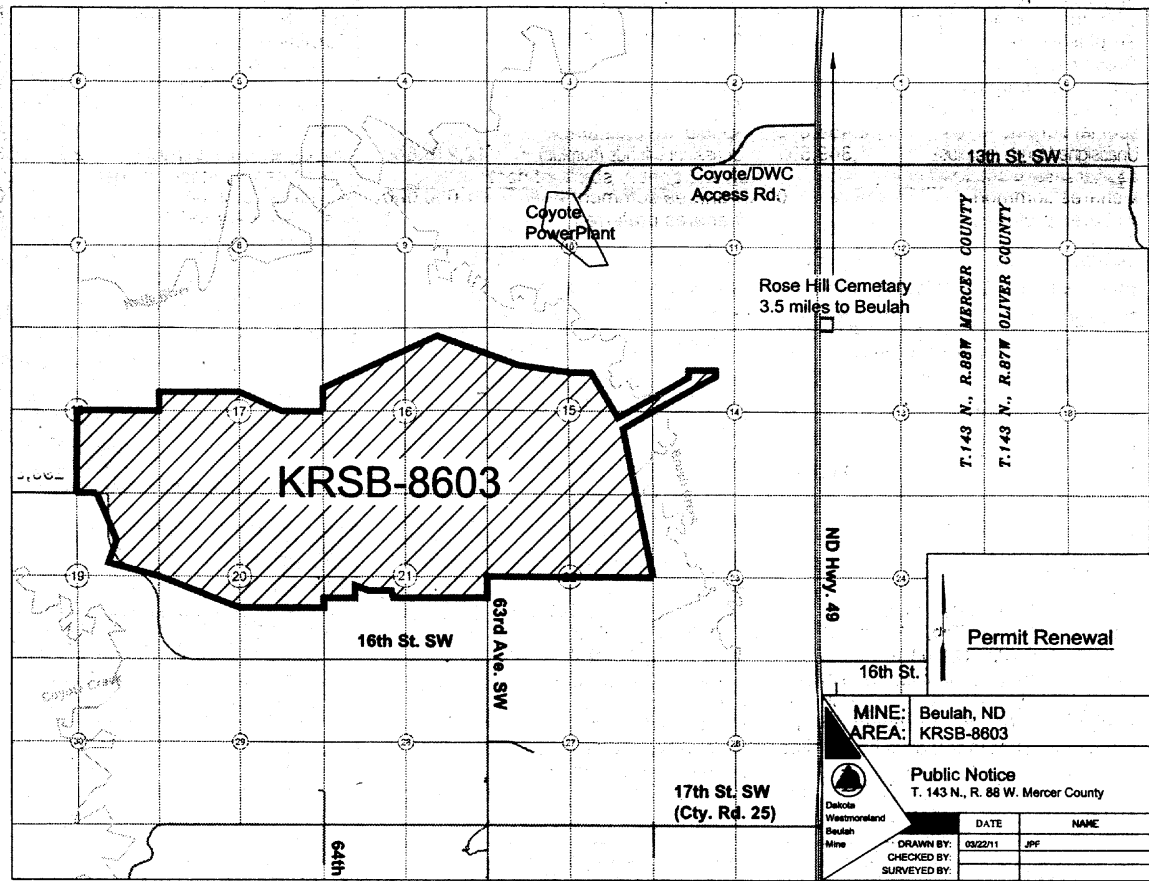 6
5
4
3
2
1
6
13th St. SW
Coyote/DWC
Access Rd.
Coyote
PowerPlant
7
8
9
10
11
12
7
Rose Hill Cemetary
3.5 miles to Beulah
T.143 N., R.88W MERCER COUNTY
T.143 N., R.87W OLIVER COUNTY
18
17
16
15
14
13
18
KRSB-8603
ND Hwy. 49
19
20
21
22
23
24
16th St. SW
63rd Ave. SW
Coyote Creek
16th St.
Permit Renewal
30
29
28
27
26
17th St. SW
(Cty. Rd. 25)
64th
MINE: Beulah, ND
AREA: KRSB-8603
Public Notice
T. 143 N., R. 88 W. Mercer County
Dakota
Westmoreland
Beulah
Mine
DATE NAME
DRAWN BY: 03/22/11 JPF
CHECKED BY:
SURVEYED BY: